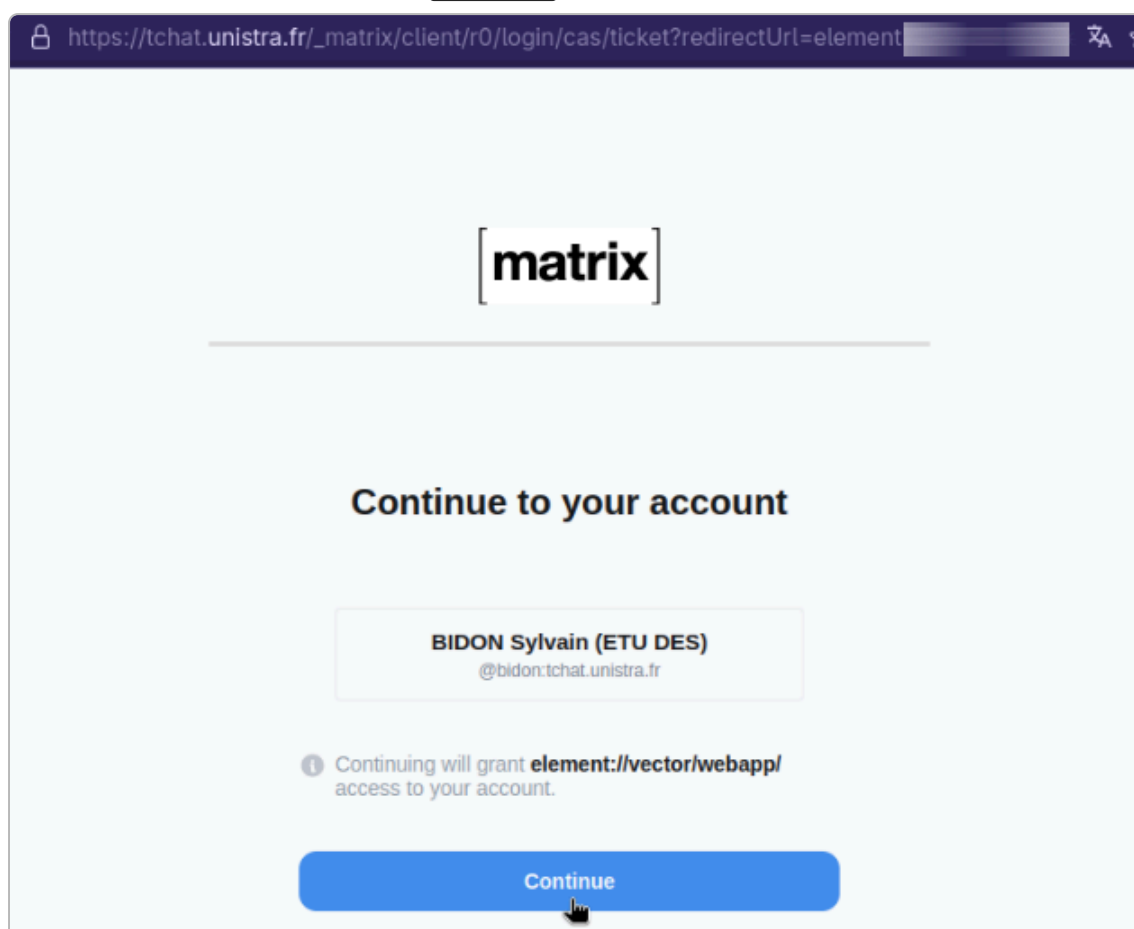 https://tchat.unistra.fr/_matrix/client/r0/login/cas/ticket?redirectUrl=element
[matrix]
Continue to your account
BIDON Sylvain (ETU DES)
@bidon:tchat.unistra.fr
Continuing will grant element://vector/webapp/
access to your account.
Continue